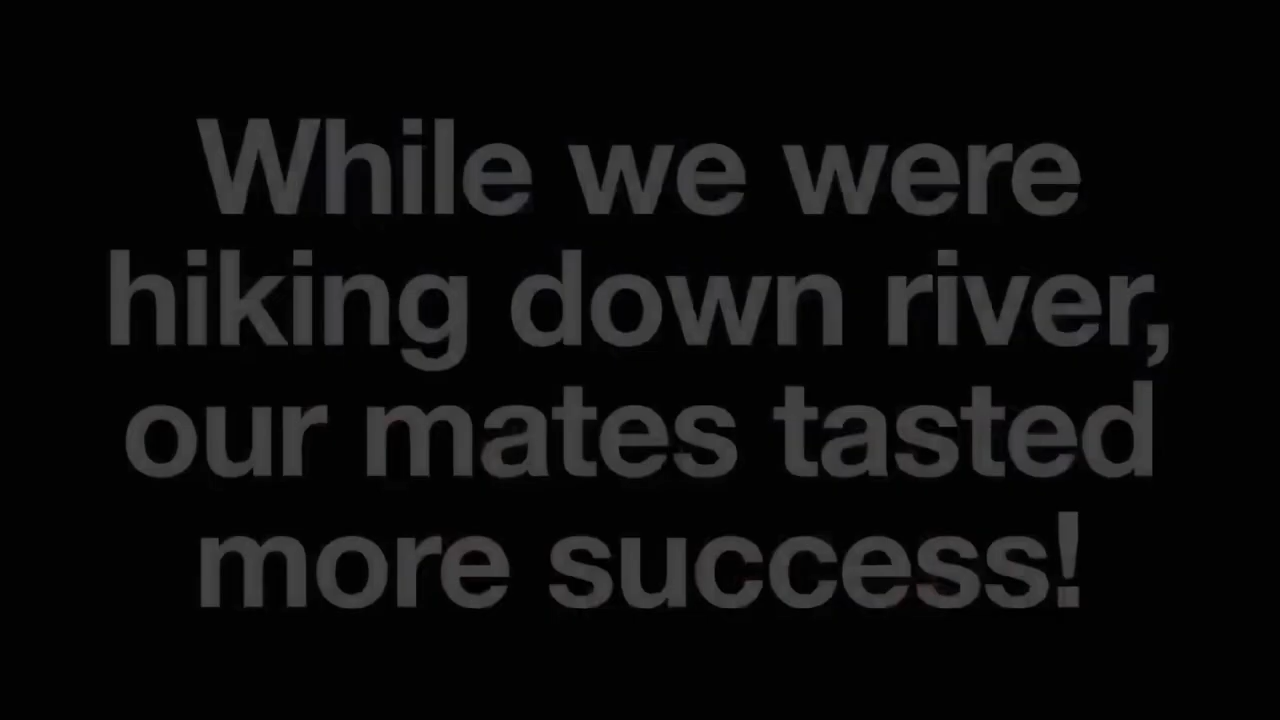 While we were
hiking down river,
our mates tasted
more success!